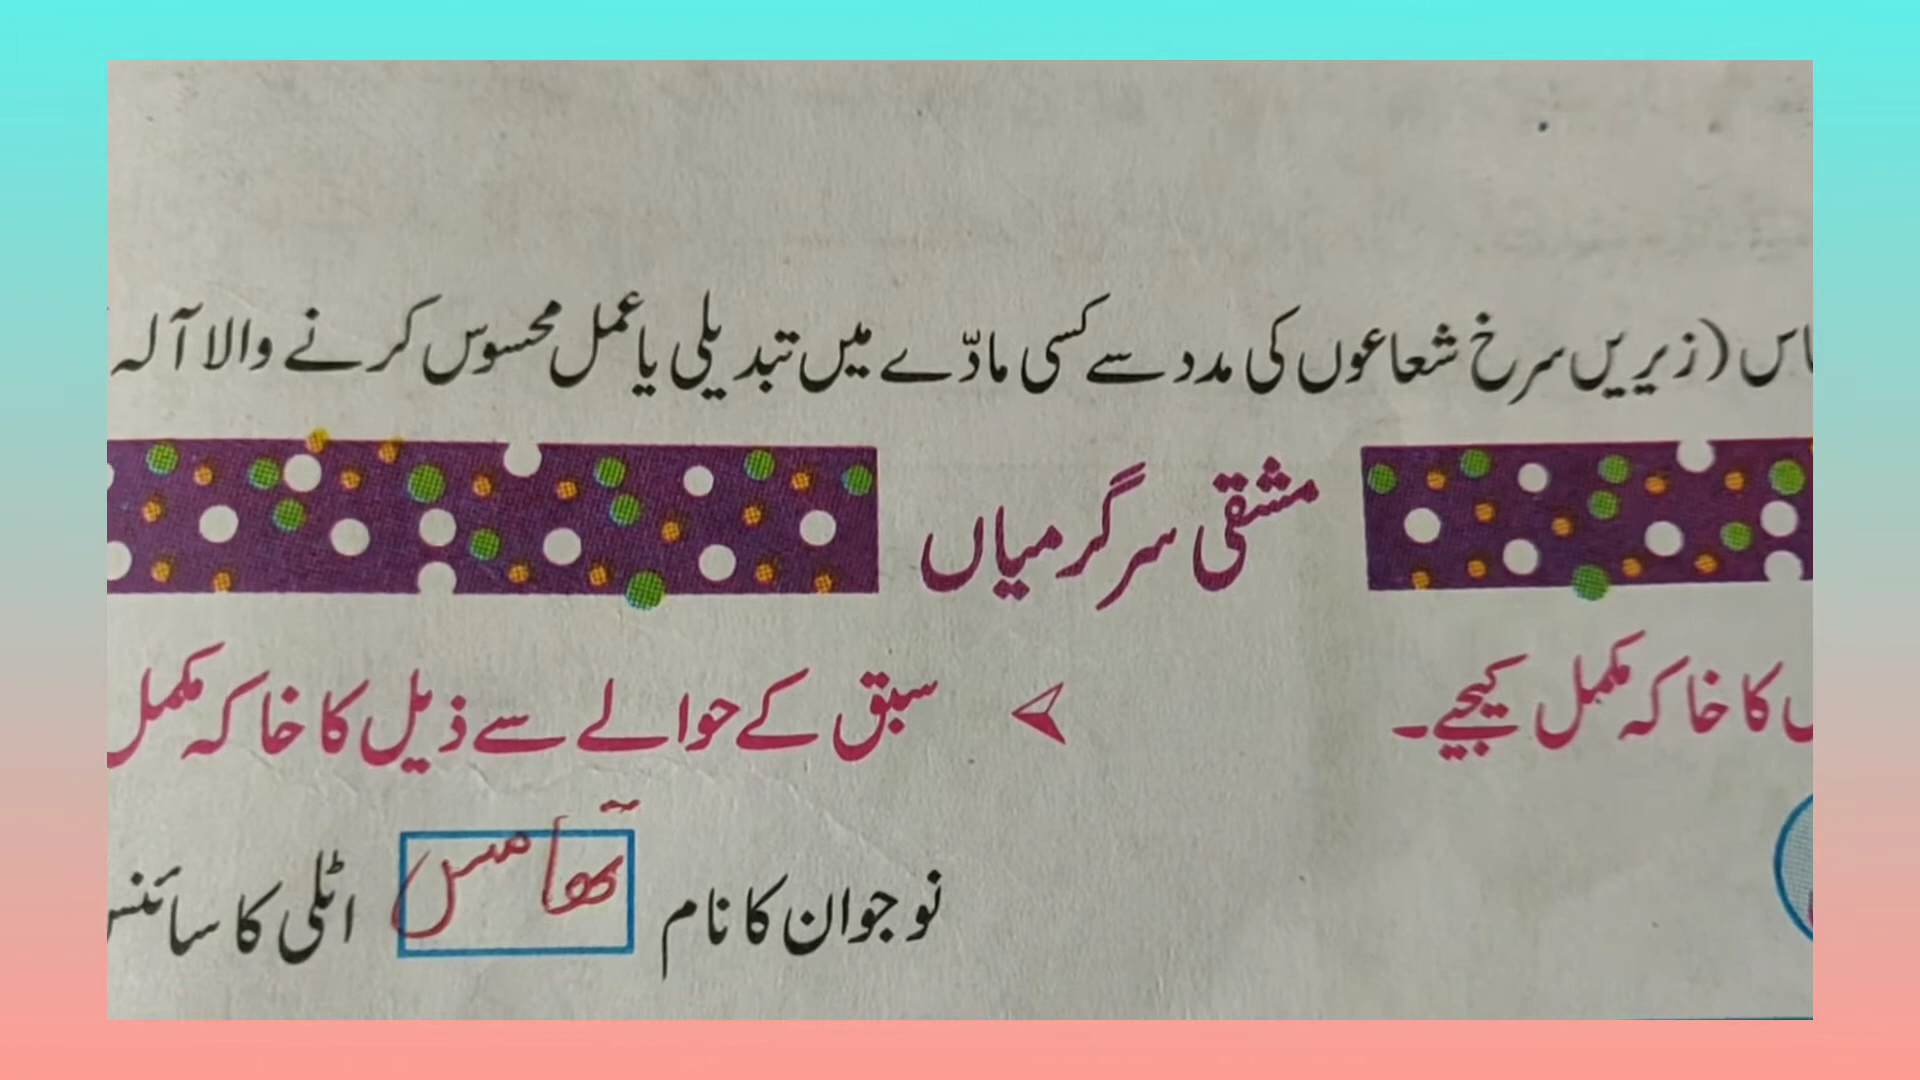 (زیریں سرخ شعاعوں کی مدد سے کسی مادّے میں تبدیلی یا عمل محسوس کرنے والا آلہ
مشقی سرگرمیاں
کا خاکہ مکمل کیجیے۔
سبق کے حوالے سے ذیل کا خاکہ مکمل
نوجوان کا نام تھامس اٹلی کا